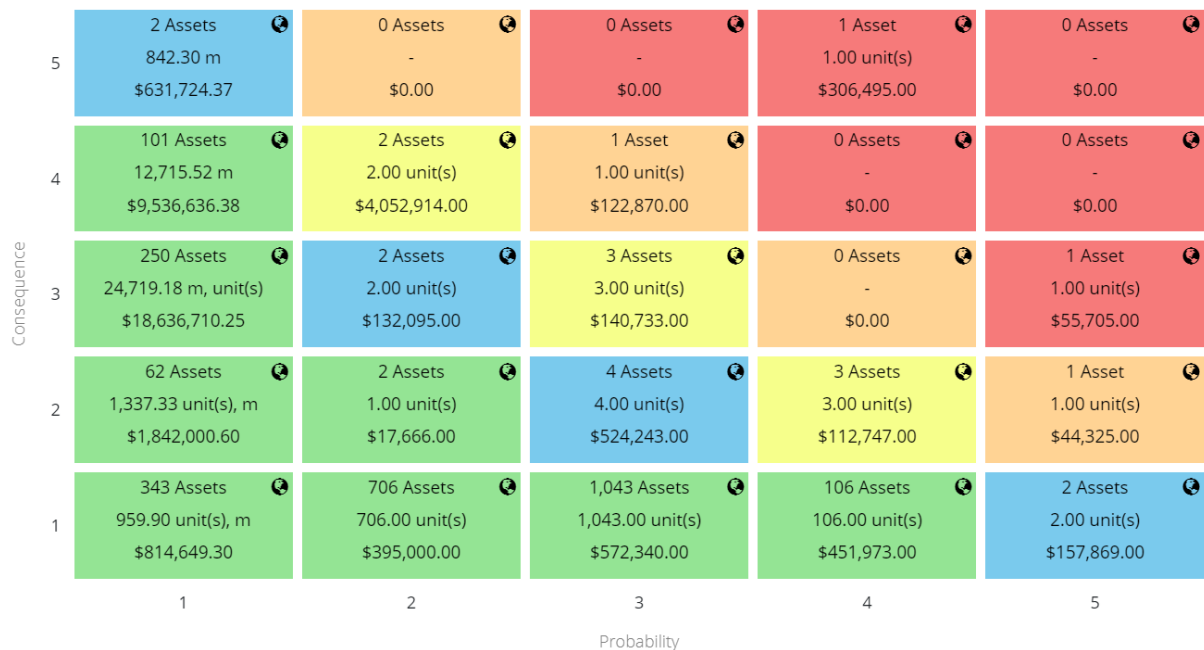 2 Assets
842.30 m
$631,724.37
0 Assets
-
$0.00
0 Assets
-
$0.00
1 Asset
1.00 unit(s)
$306,495.00
0 Assets
-
$0.00
5
101 Assets
12,715.52 m
$9,536,636.38
2 Assets
2.00 unit(s)
$4,052,914.00
1 Asset
1.00 unit(s)
$122,870.00
0 Assets
-
$0.00
0 Assets
-
$0.00
4
Consequence
250 Assets
24,719.18 m, unit(s)
$18,636,710.25
2 Assets
2.00 unit(s)
$132,095.00
3 Assets
3.00 unit(s)
$140,733.00
0 Assets
-
$0.00
1 Asset
1.00 unit(s)
$55,705.00
3
62 Assets
1,337.33 unit(s), m
$1,842,000.60
2 Assets
1.00 unit(s)
$17,666.00
4 Assets
4.00 unit(s)
$524,243.00
3 Assets
3.00 unit(s)
$112,747.00
1 Asset
1.00 unit(s)
$44,325.00
2
343 Assets
959.90 unit(s), m
$814,649.30
706 Assets
706.00 unit(s)
$395,000.00
1,043 Assets
1,043.00 unit(s)
$572,340.00
106 Assets
106.00 unit(s)
$451,973.00
2 Assets
2.00 unit(s)
$157,869.00
1
1
2
3
4
5
Probability